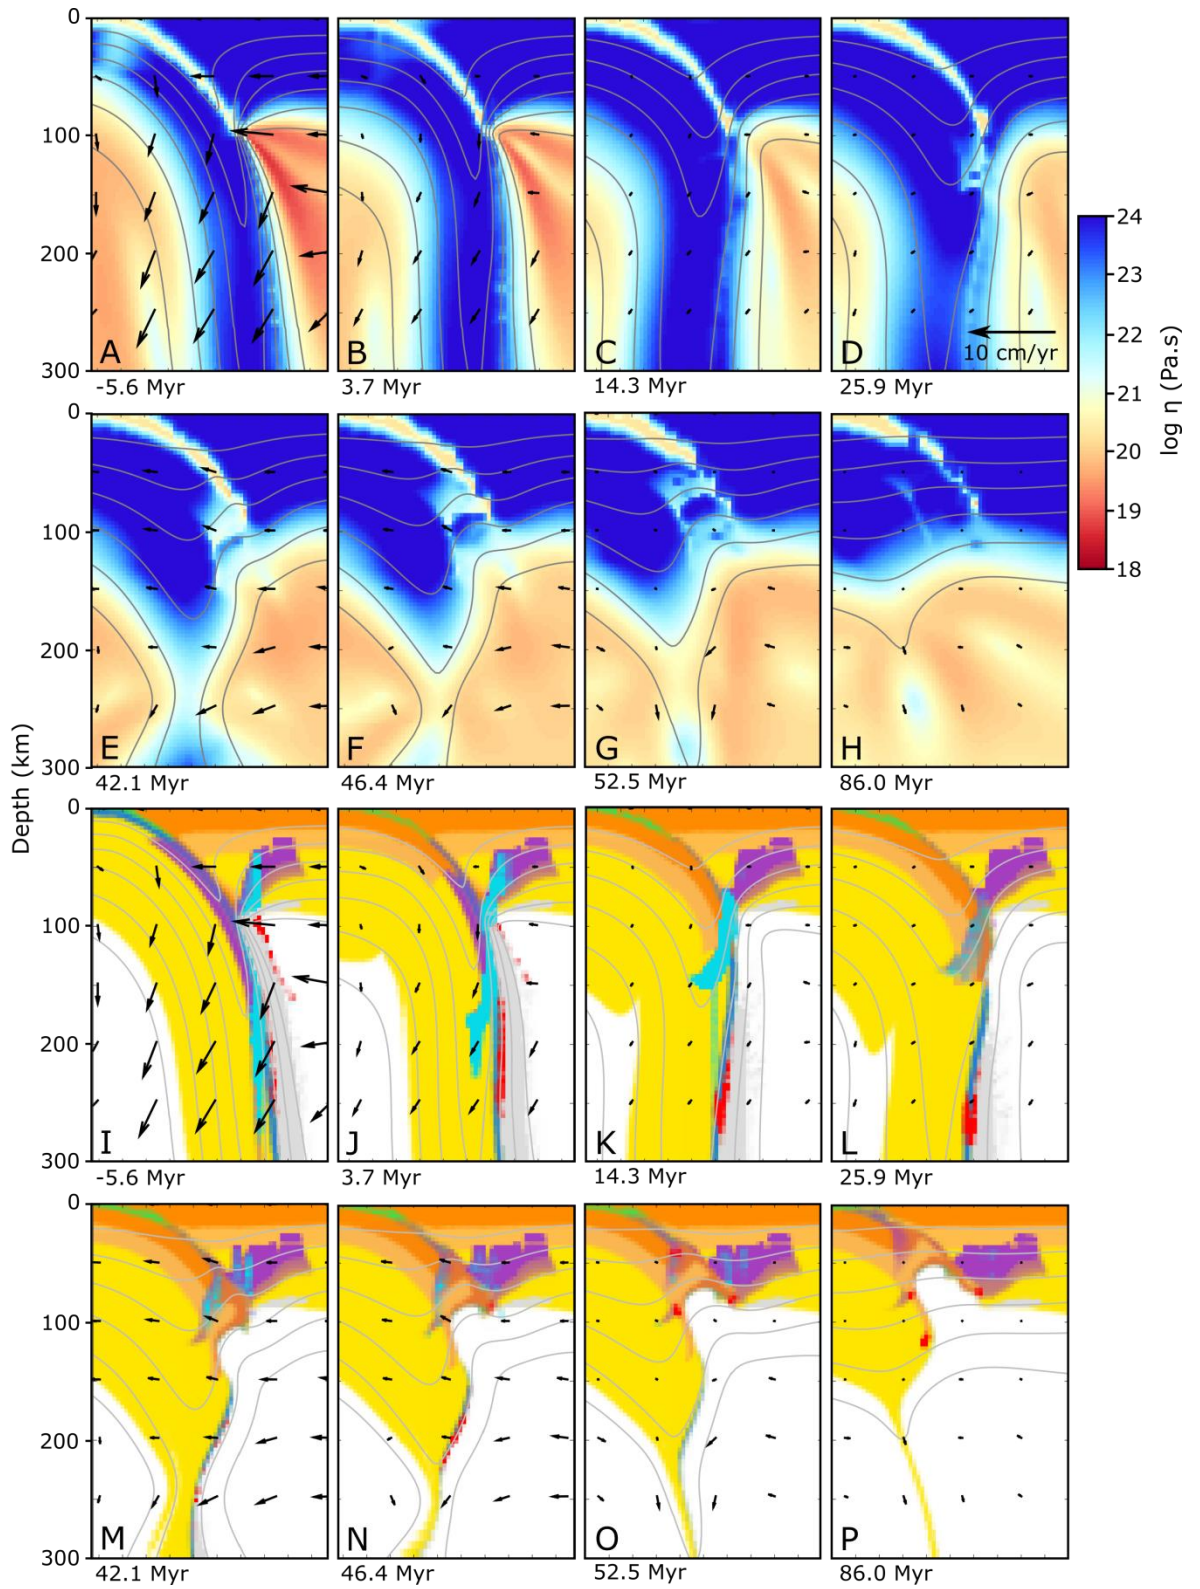 0
100
200
300
A
B
C
D
10 cm/yr
-5.6 Myr
3.7 Myr
14.3 Myr
25.9 Myr
24
23
22
21
20
19
18
log η (Pa.s)
0
100
200
300
E
F
G
H
42.1 Myr
46.4 Myr
52.5 Myr
86.0 Myr
Depth (km)
0
100
200
300
I
J
K
L
-5.6 Myr
3.7 Myr
14.3 Myr
25.9 Myr
0
100
200
300
M
N
O
P
42.1 Myr
46.4 Myr
52.5 Myr
86.0 Myr